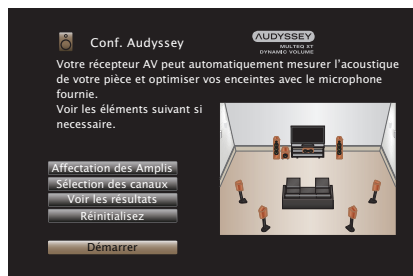 Conf. Audyssey
AUDYSSEY
MULTEQ XT
DYNAMIC VOLUME
Votre récepteur AV peut automatiquement mesurer l'acoustique
de votre pièce et optimiser vos enceintes avec le microphone
fournie.
Voir les éléments suivant si
necessaire.
Affectation des Amplis
Sélection des canaux
Voir les résultats
Réinitialisez
Démarrer